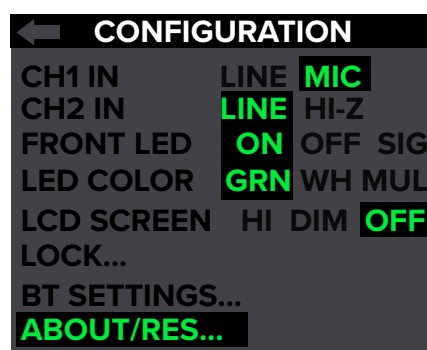 CONFIGURATION
CH1 IN LINE MIC
CH2 IN LINE HI-Z
FRONT LED ON OFF SIG
LED COLOR GRN WH MUL
LCD SCREEN HI DIM OFF
LOCK...
BT SETTINGS...
ABOUT/RES...